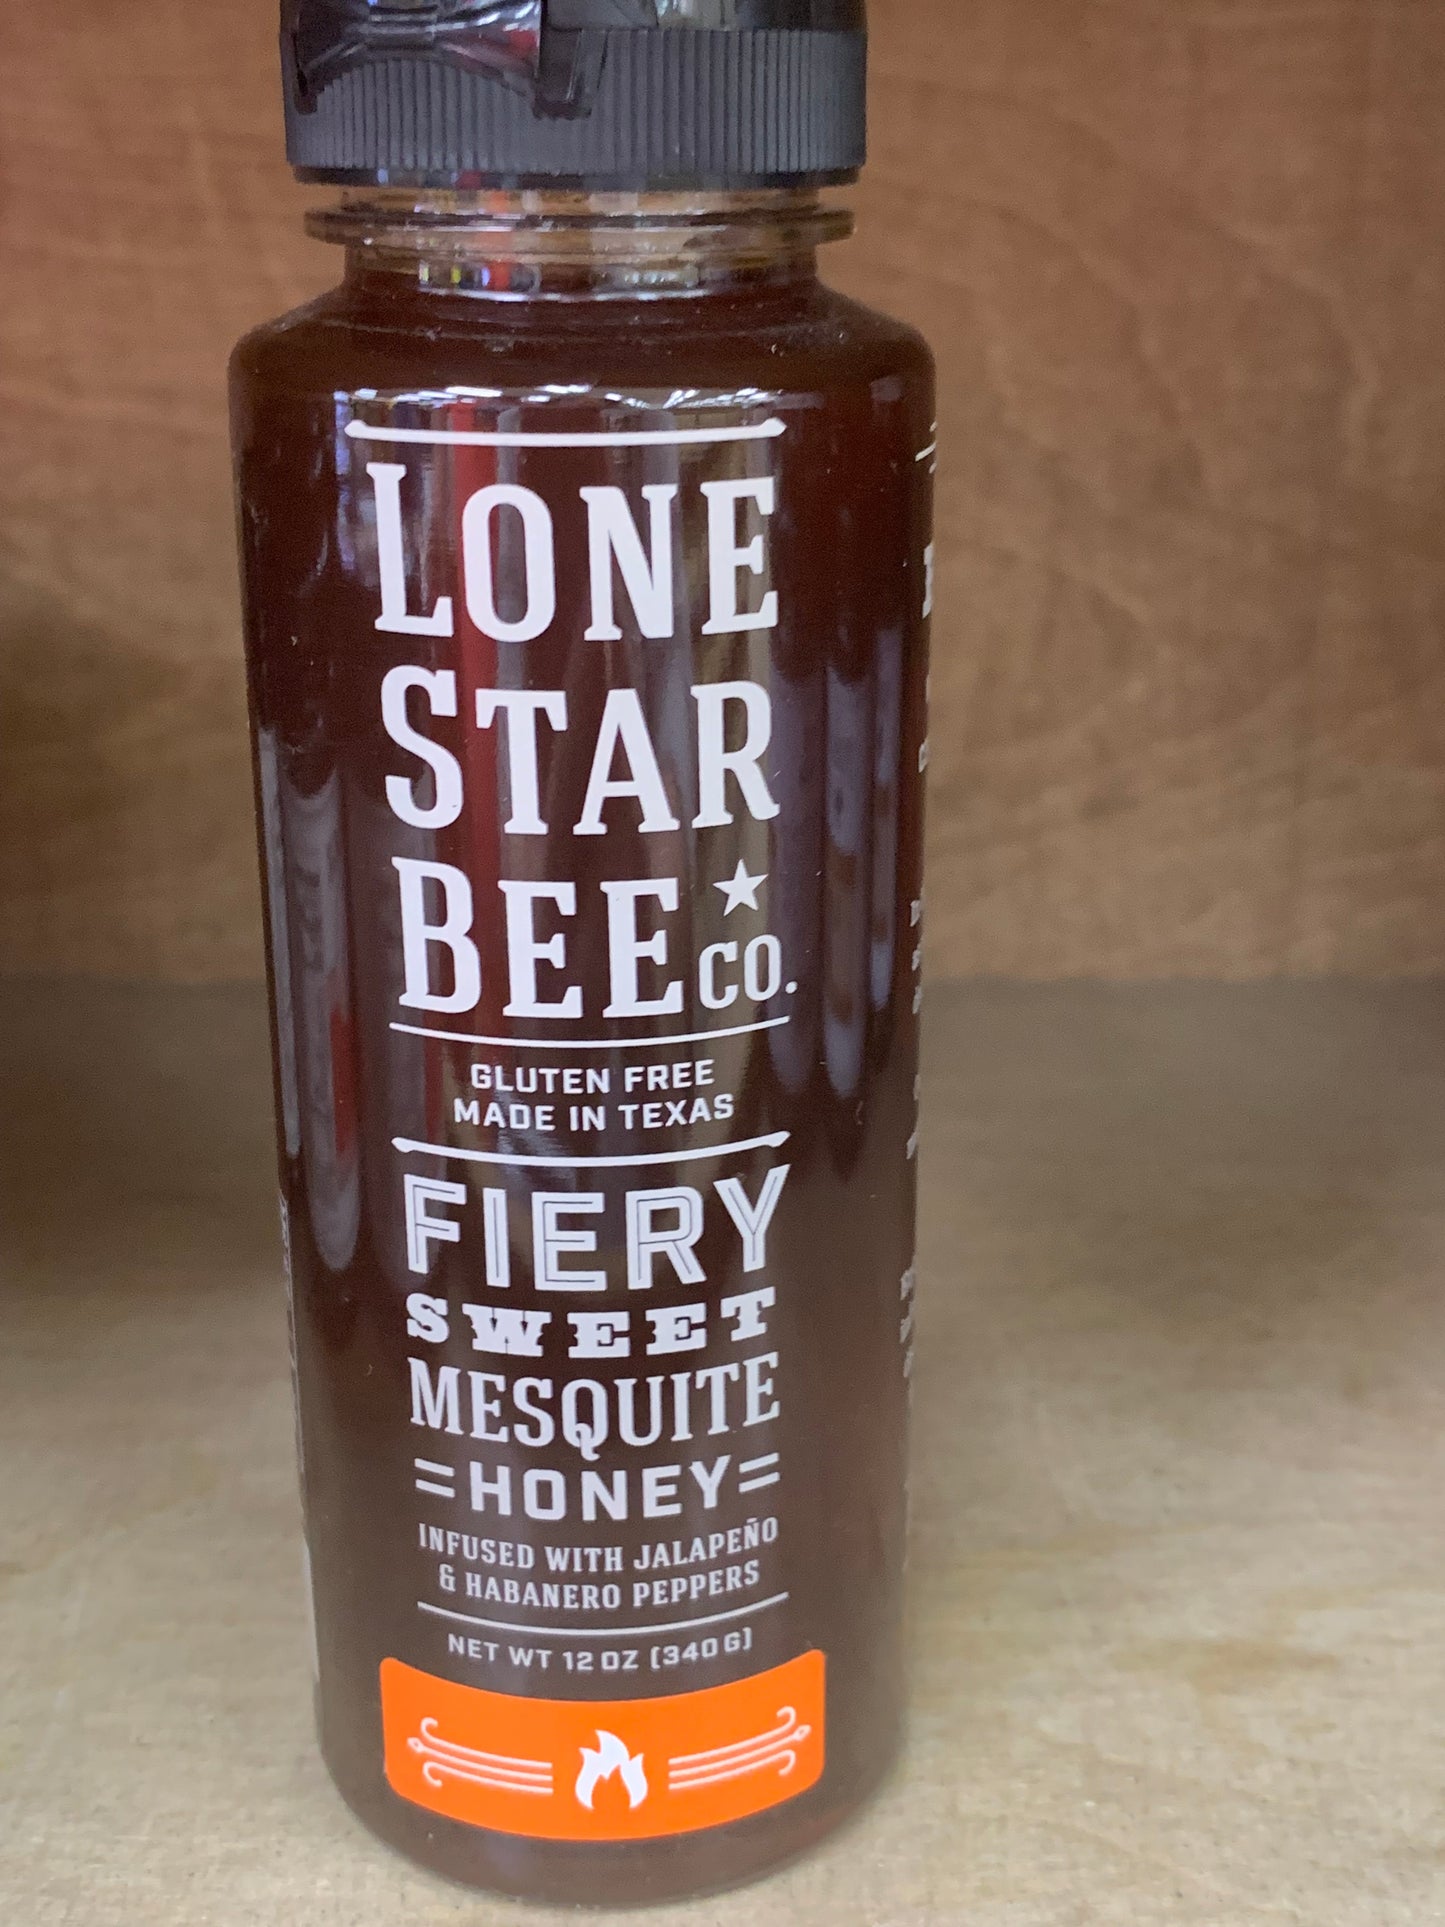 LONE
STAR
BEE CO.
GLUTEN FREE
MADE IN TEXAS
FIERY
SWEET
MESQUITE
=HONEY=
INFUSED WITH JALAPEÑO
& HABANERO PEPPERS
NET WT 12 OZ (340 G)